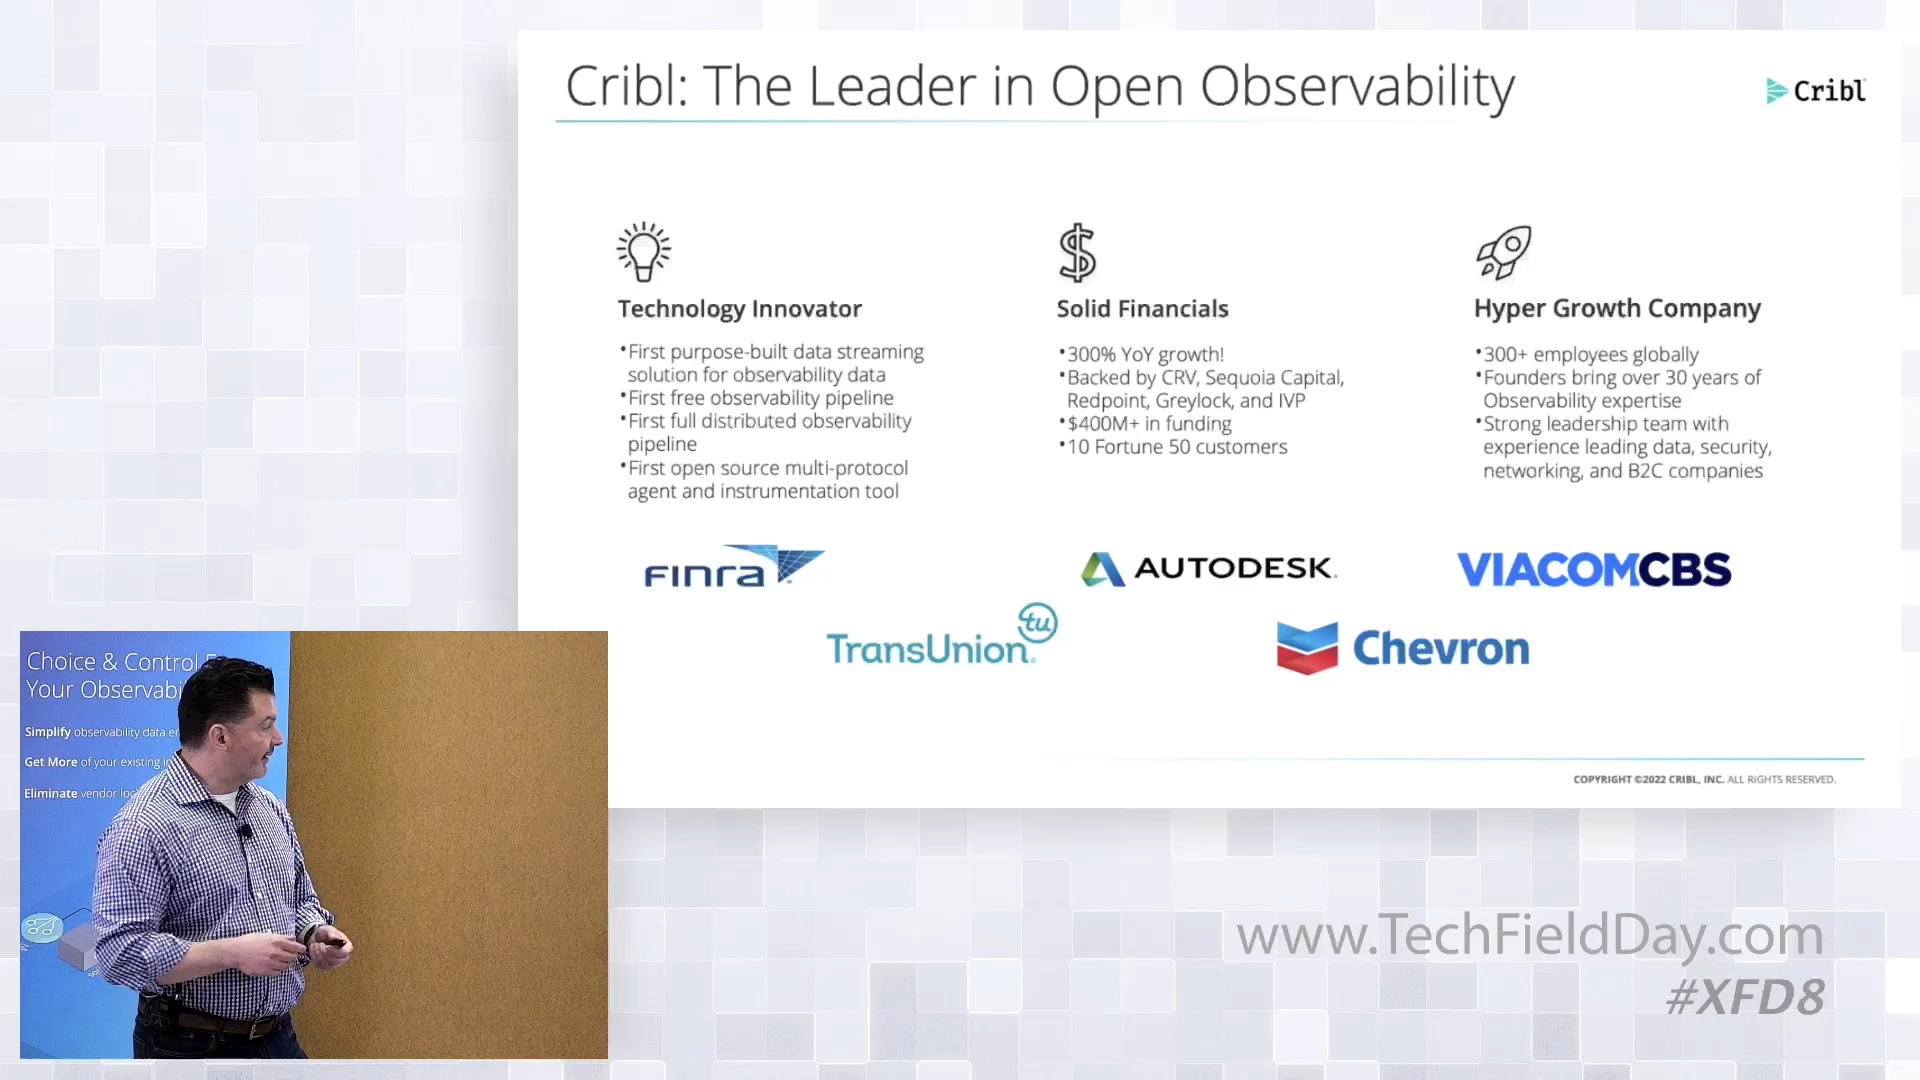 Cribl: The Leader in Open Observability
Cribl
Technology Innovator
•First purpose-built data streaming
solution for observability data
•First free observability pipeline
•First full distributed observability
pipeline
•First open source multi-protocol
agent and instrumentation tool
Solid Financials
•300% YoY growth!
•Backed by CRV, Sequoia Capital,
Redpoint, Greylock, and IVP
•$400M+ in funding
•10 Fortune 50 customers
Hyper Growth Company
•300+ employees globally
•Founders bring over 30 years of
Observability expertise
•Strong leadership team with
experience leading data, security,
networking, and B2C companies
Finra
AUTODESK.
VIACOMCBS
TransUnion
tu
Chevron
COPYRIGHT ©2022 CRIBL, INC. ALL RIGHTS RESERVED.
Choice & Control
Your
Simplify observability data
Get More of your existing
Eliminate vendor
www.TechFieldDay.com
#XFD8